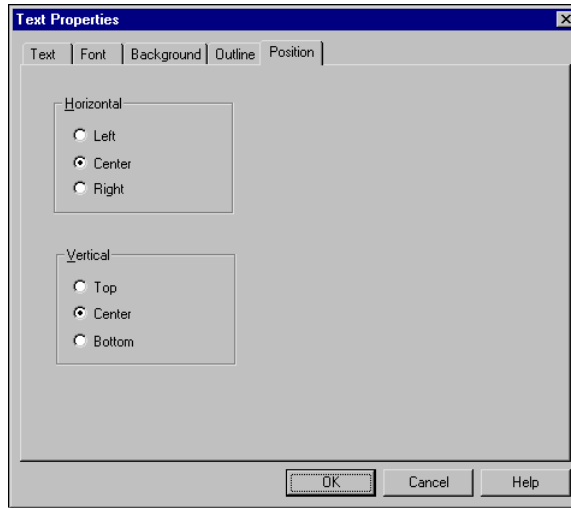 Text Properties
Text Font Background Outline Position
Horizontal
Left
Center
Right
Vertical
Top
Center
Bottom
OK Cancel Help